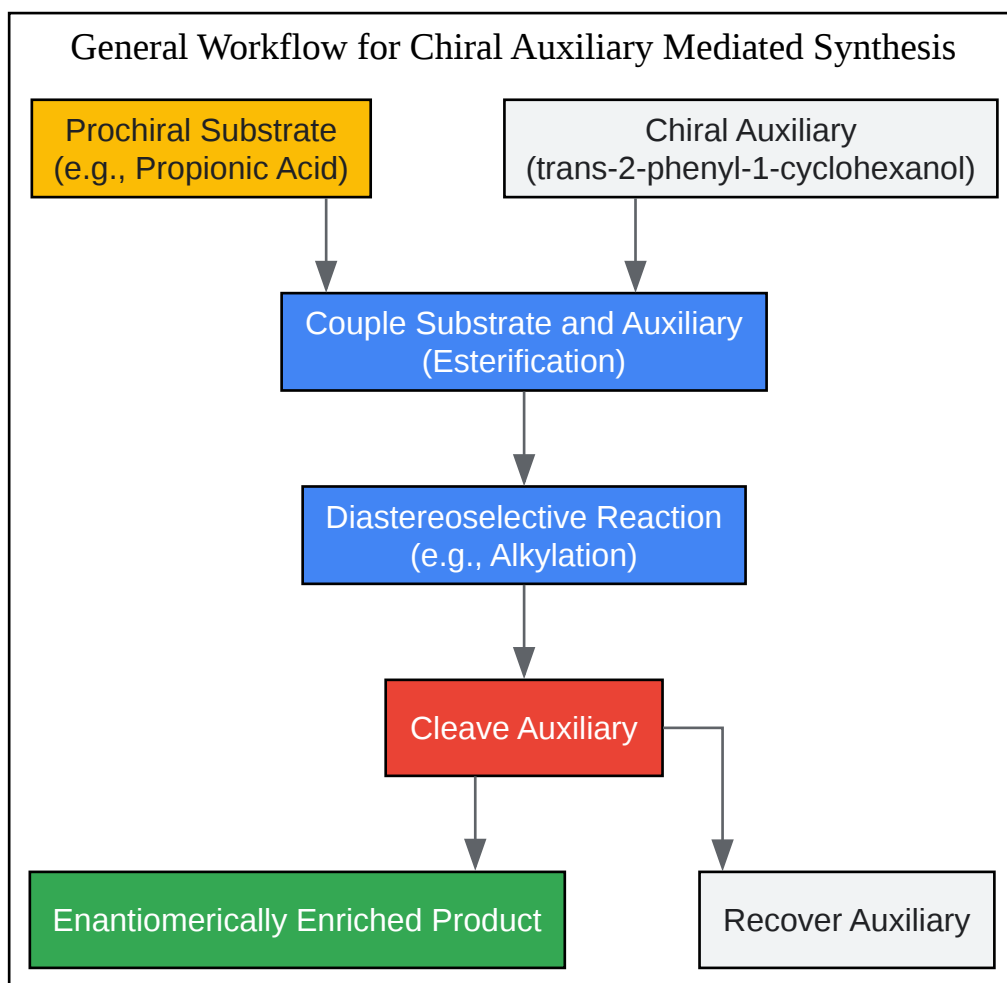 General Workflow for Chiral Auxiliary Mediated Synthesis
Prochiral Substrate
(e.g., Propionic Acid)
Chiral Auxiliary
(trans-2-phenyl-1-cyclohexanol)
Couple Substrate and Auxiliary
(Esterification)
Diastereoselective Reaction
(e.g., Alkylation)
Cleave Auxiliary
Enantiomerically Enriched Product
Recover Auxiliary